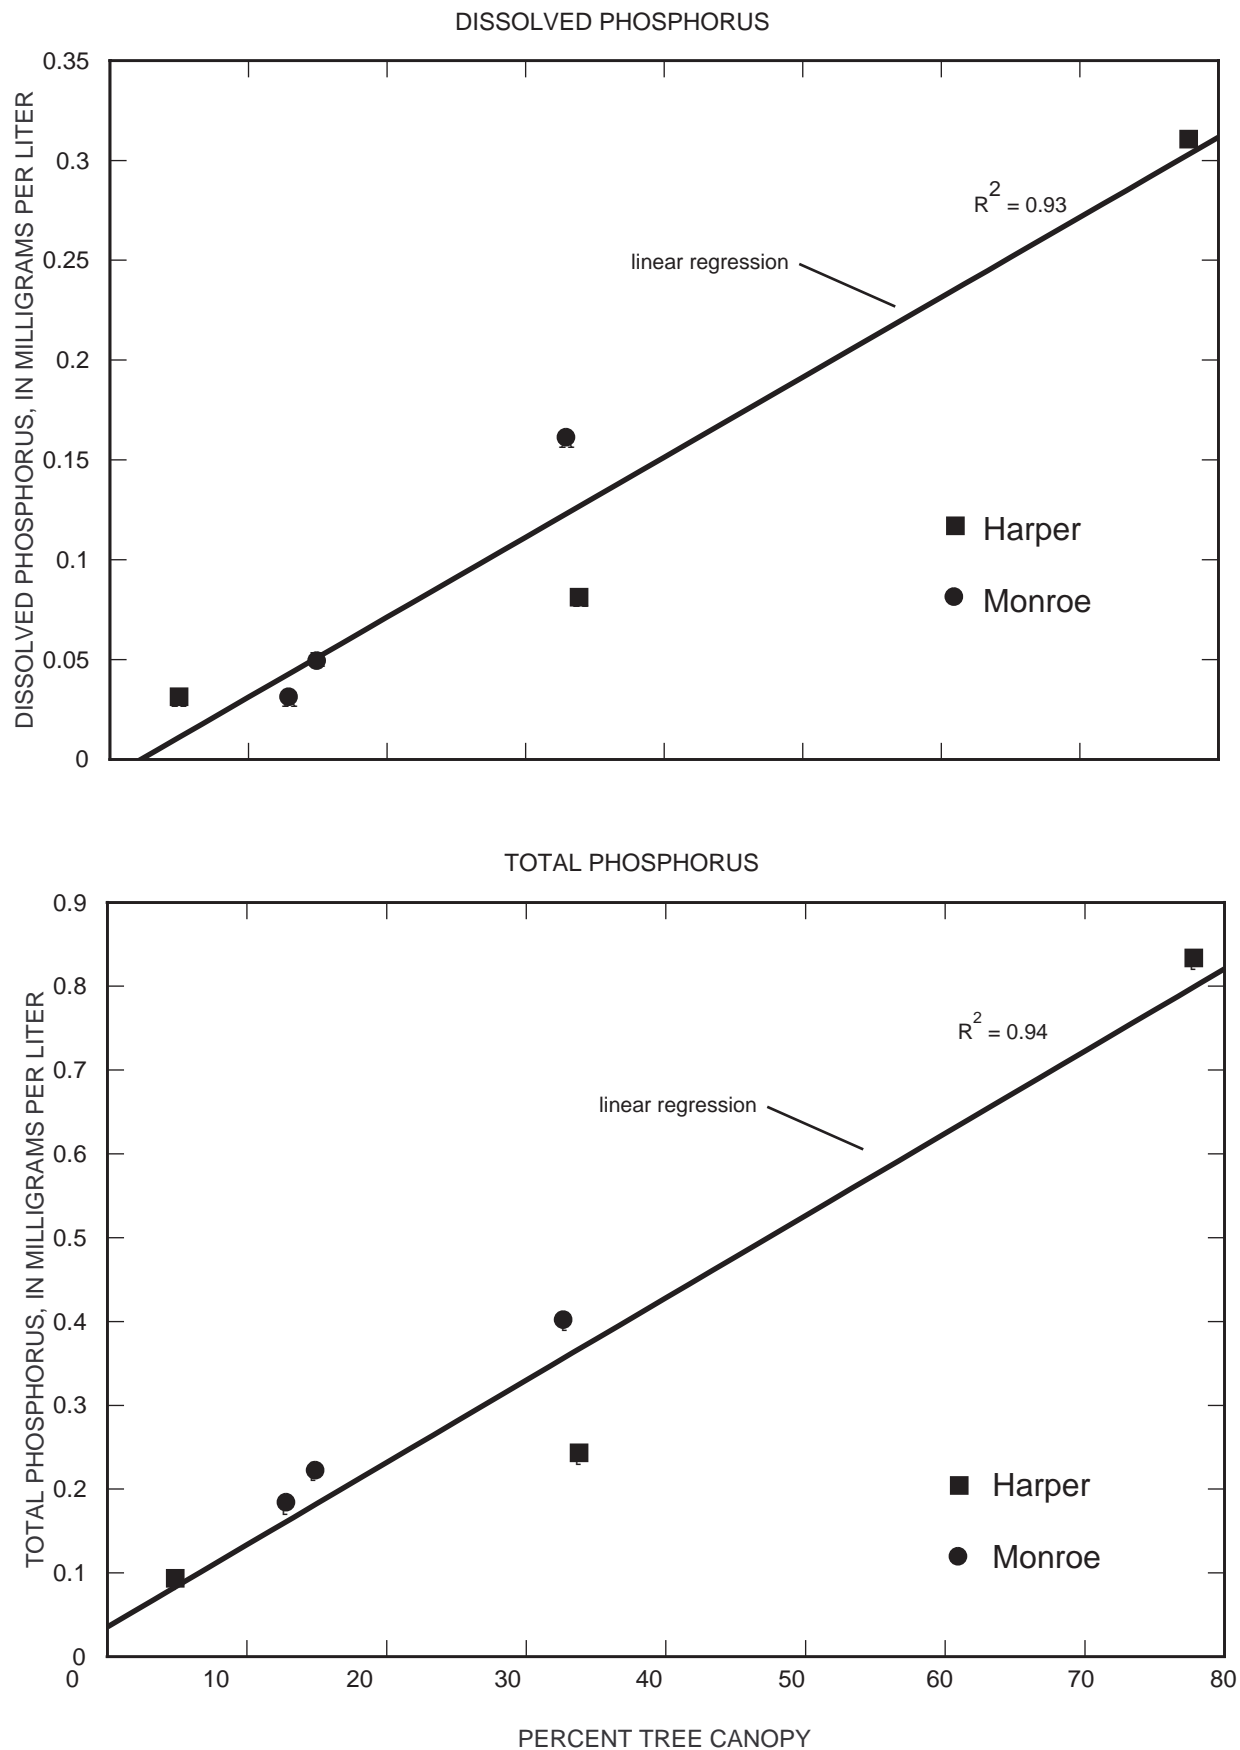 DISSOLVED PHOSPHORUS
DISSOLVED PHOSPHORUS, IN MILLIGRAMS PER LITER
0.35
0.3
0.25
0.2
0.15
0.1
0.05
0
R2 = 0.93
linear regression
Harper
Monroe
TOTAL PHOSPHORUS
TOTAL PHOSPHORUS, IN MILLIGRAMS PER LITER
0.9
0.8
0.7
0.6
0.5
0.4
0.3
0.2
0.1
0
R2 = 0.94
linear regression
Harper
Monroe
0 10 20 30 40 50 60 70 80
PERCENT TREE CANOPY